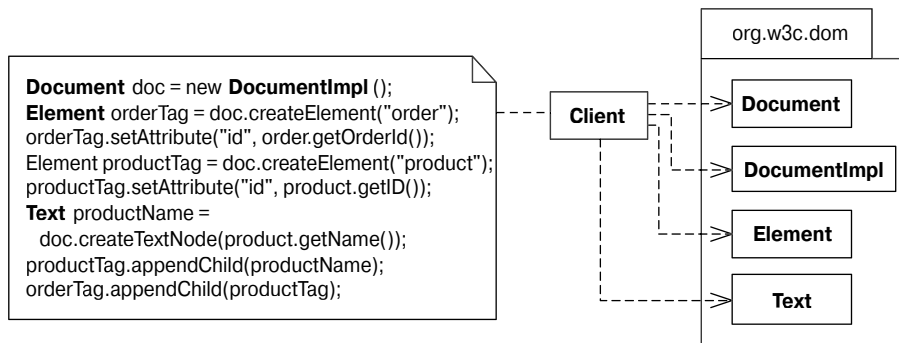 org.w3c.dom
Document doc = new DocumentImpl ();
Element orderTag = doc.createElement("order");
orderTag.setAttribute("id", order.getOrderId());
Element productTag = doc.createElement("product");
productTag.setAttribute("id", product.getID());
Text productName =
doc.createTextNode(product.getName());
productTag.appendChild(productName);
orderTag.appendChild(productTag);
Client
Document
DocumentImpl
Element
Text